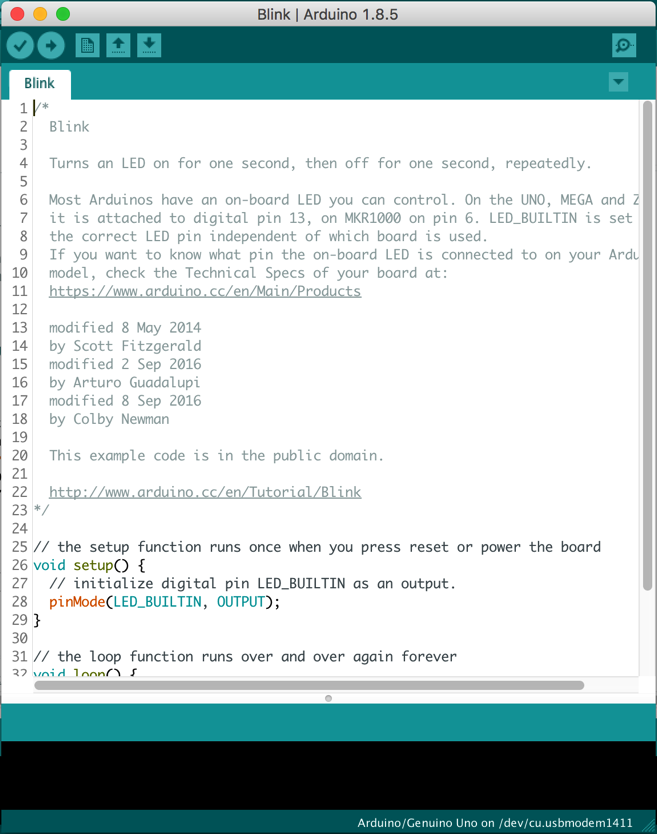 Blink | Arduino 1.8.5
Blink
1 /*
2 Blink
3
4 Turns an LED on for one second, then off for one second, repeatedly.
5
6 Most Arduinos have an on-board LED you can control. On the UNO, MEGA and Z
7 it is attached to digital pin 13, on MKR1000 on pin 6. LED_BUILTIN is set
8 the correct LED pin independent of which board is used.
9 If you want to know what pin the on-board LED is connected to on your Ardu
10 model, check the Technical Specs of your board at:
11 https://www.arduino.cc/en/Main/Products
12
13 modified 8 May 2014
14 by Scott Fitzgerald
15 modified 2 Sep 2016
16 by Arturo Guadalupi
17 modified 8 Sep 2016
18 by Colby Newman
19
20 This example code is in the public domain.
21
22 http://www.arduino.cc/en/Tutorial/Blink
23 */
24
25 // the setup function runs once when you press reset or power the board
26 void setup() {
27 // initialize digital pin LED_BUILTIN as an output.
28 pinMode(LED_BUILTIN, OUTPUT);
29 }
30
31 // the loop function runs over and over again forever
32 void loop() {
Arduino/Genuino Uno on /dev/cu.usbmodem1411